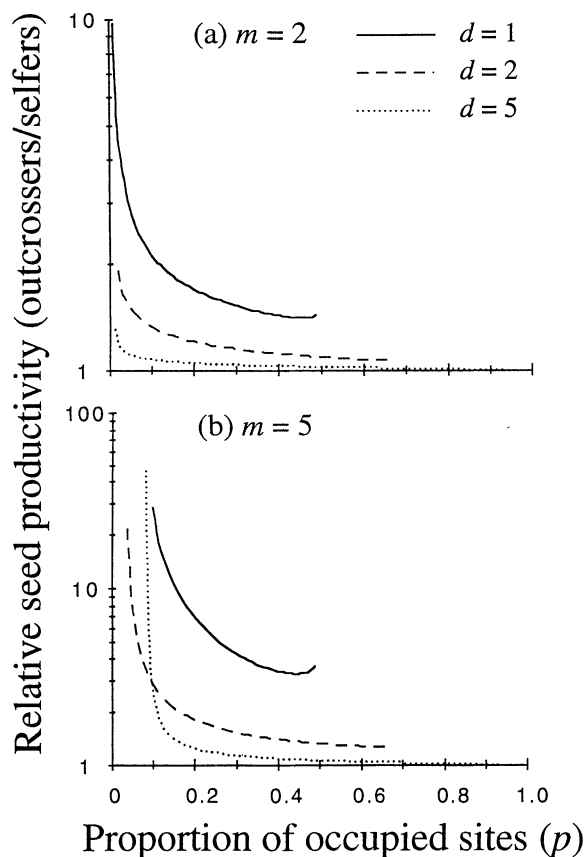 Relative seed productivity (outcrossers/selfers)
(a) m = 2
d = 1
d = 2
d = 5
10
1
(b) m = 5
100
10
1
0 0.2 0.4 0.6 0.8 1.0
Proportion of occupied sites (p)